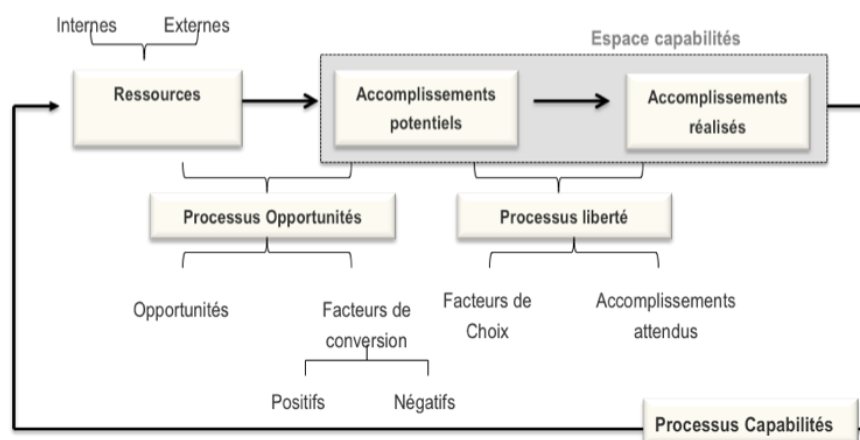 Internes Externes
Espace capabilités
Ressources
Accomplissements
potentiels
Accomplissements
réalisés
Processus Opportunités
Processus liberté
Opportunités
Facteurs de
conversion
Facteurs de
Choix
Accomplissements
attendus
Positifs
Négatifs
Processus Capabilités